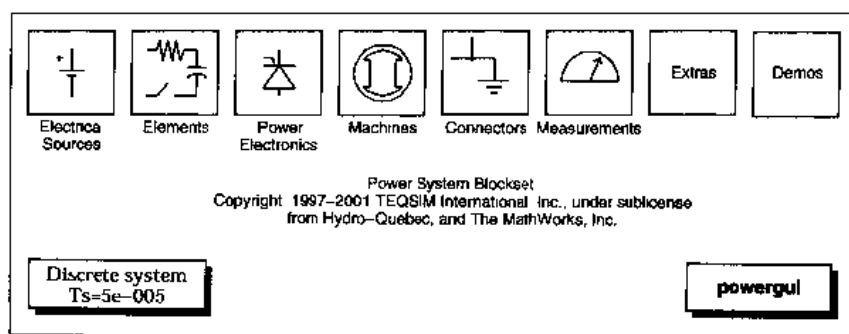 Electrica
Sources
Elements
Power
Electronics
Machines
Connectors
Measurements
Extras
Demos
Power System Blockset
Copyright 1997–2001 TEQSIM International Inc., under sublicense
from Hydro–Quebec, and The MathWorks, Inc.
Discrete system
Ts=5e–005
powergul